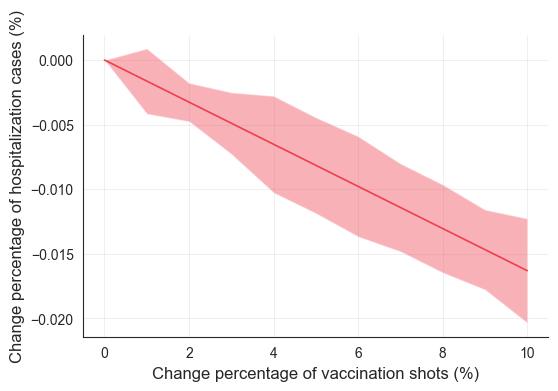 Change percentage of hospitalization cases (%)
0.000
−0.005
−0.010
−0.015
−0.020
0 2 4 6 8 10
Change percentage of vaccination shots (%)